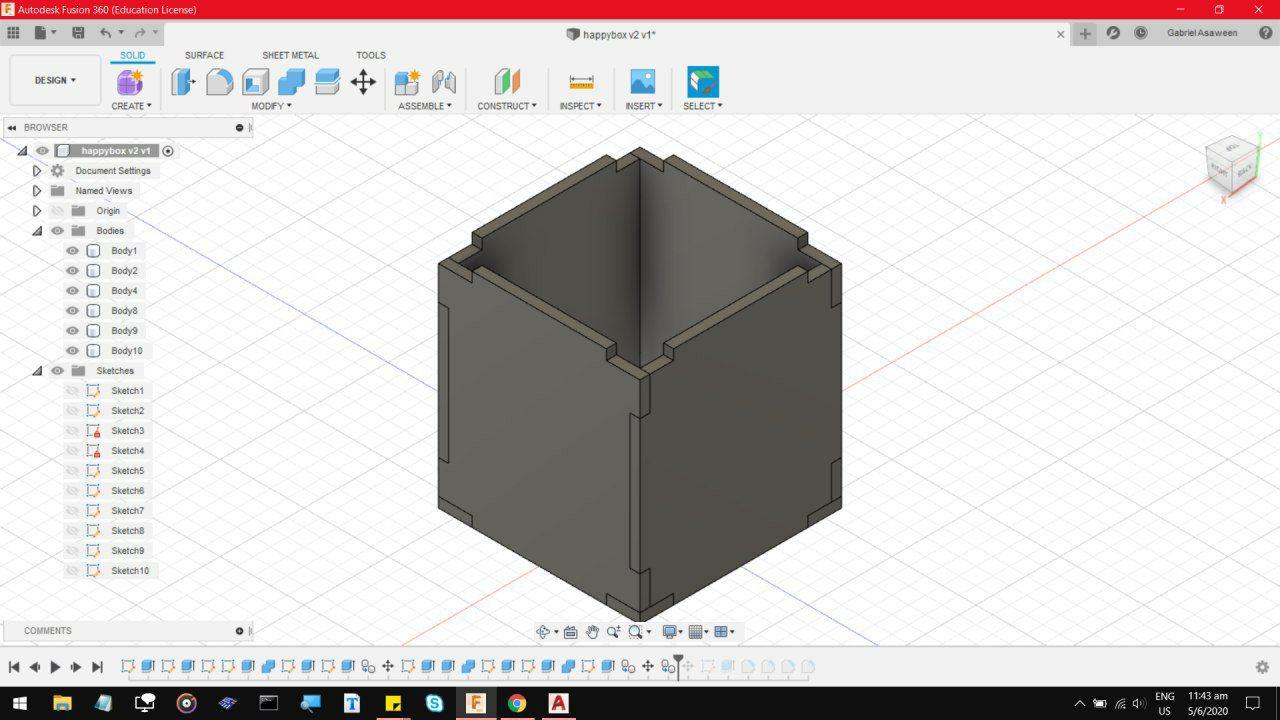 Autodesk Fusion 360 (Education License)
happybox v2 v1*
Gabriel Asaween
DESIGN
SOLID SURFACE SHEET METAL TOOLS
CREATE MODIFY ASSEMBLE CONSTRUCT INSPECT INSERT SELECT
BROWSER
happybox v2 v1
Document Settings
Named Views
Origin
Bodies
Body1
Body2
Body4
Body8
Body9
Body10
Sketches
Sketch1
Sketch2
Sketch3
Sketch4
Sketch5
Sketch6
Sketch7
Sketch8
Sketch9
Sketch10
TOP
RIGHT
BACK
X
Y
COMMENTS
ENG
US
11:43 am
5/6/2020